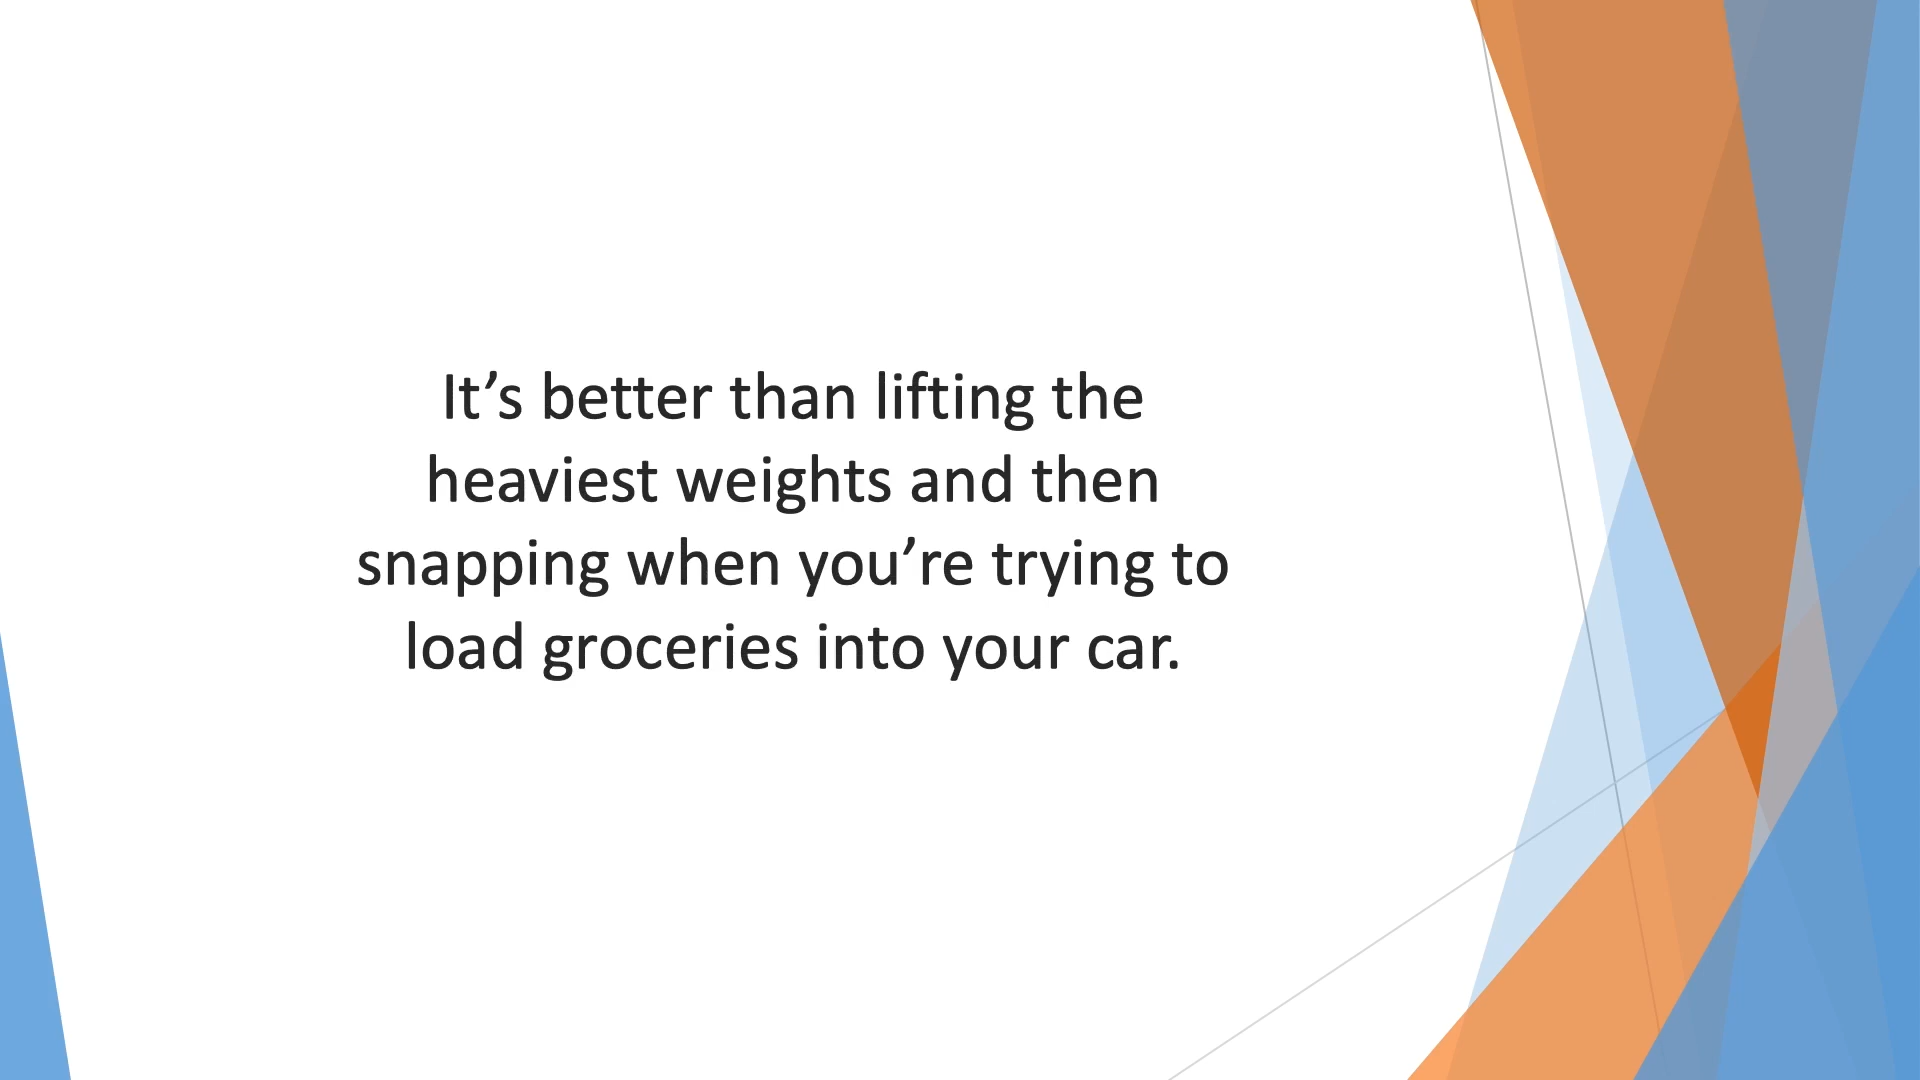 It’s better than lifting the
heaviest weights and then
snapping when you’re trying to
load groceries into your car.